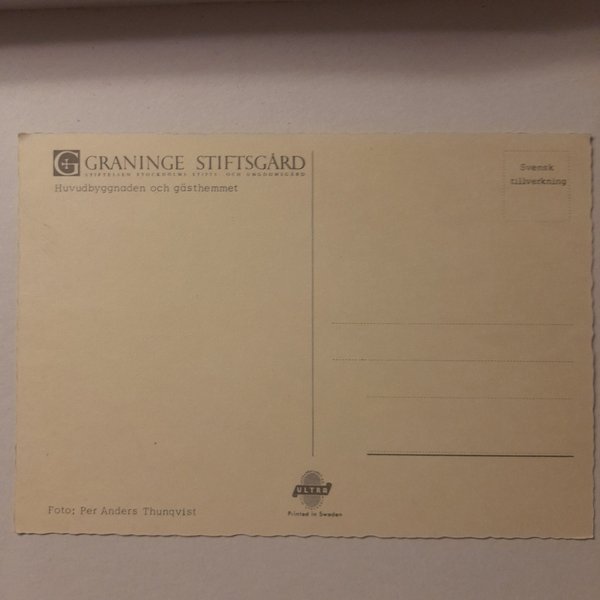 G GRANINGE STIFTSGÅRD
STIFTELSEN STOCKHOLMS STIFTS- OCH UNGDOMSGÅRD
Huvudbyggnaden och gästhemmet
Svensk
tillverkning
Foto: Per Anders Thunqvist
ULTRA
Printed in Sweden